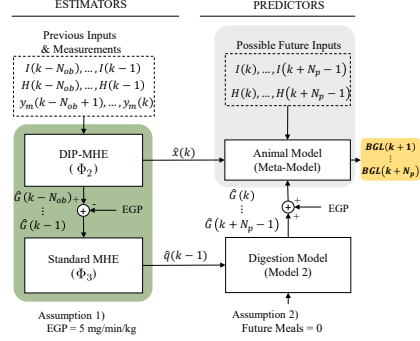 ESTIMATORS
PREDICTORS
Previous Inputs
& Measurements
I(k − N_ob), … , I(k − 1)
H(k − N_ob), … , H(k − 1)
y_m(k − N_ob + 1), … , y_m(k)
Possible Future Inputs
I(k), … , I(k + N_p − 1)
H(k), … , H(k + N_p − 1)
DIP-MHE
(Φ_2)
x̂(k)
Animal Model
(Meta-Model)
BGL(k + 1)
⋮
BGL(k + N_p)
Ĝ(k − N_ob)
⋮
Ĝ(k − 1)
+
-
+
EGP
Ĝ(k)
⋮
Ĝ(k + N_p − 1)
+
+
+
EGP
Standard MHE
(Φ_3)
q̂(k − 1)
Digestion Model
(Model 2)
Assumption 1)
EGP = 5 mg/min/kg
Assumption 2)
Future Meals = 0